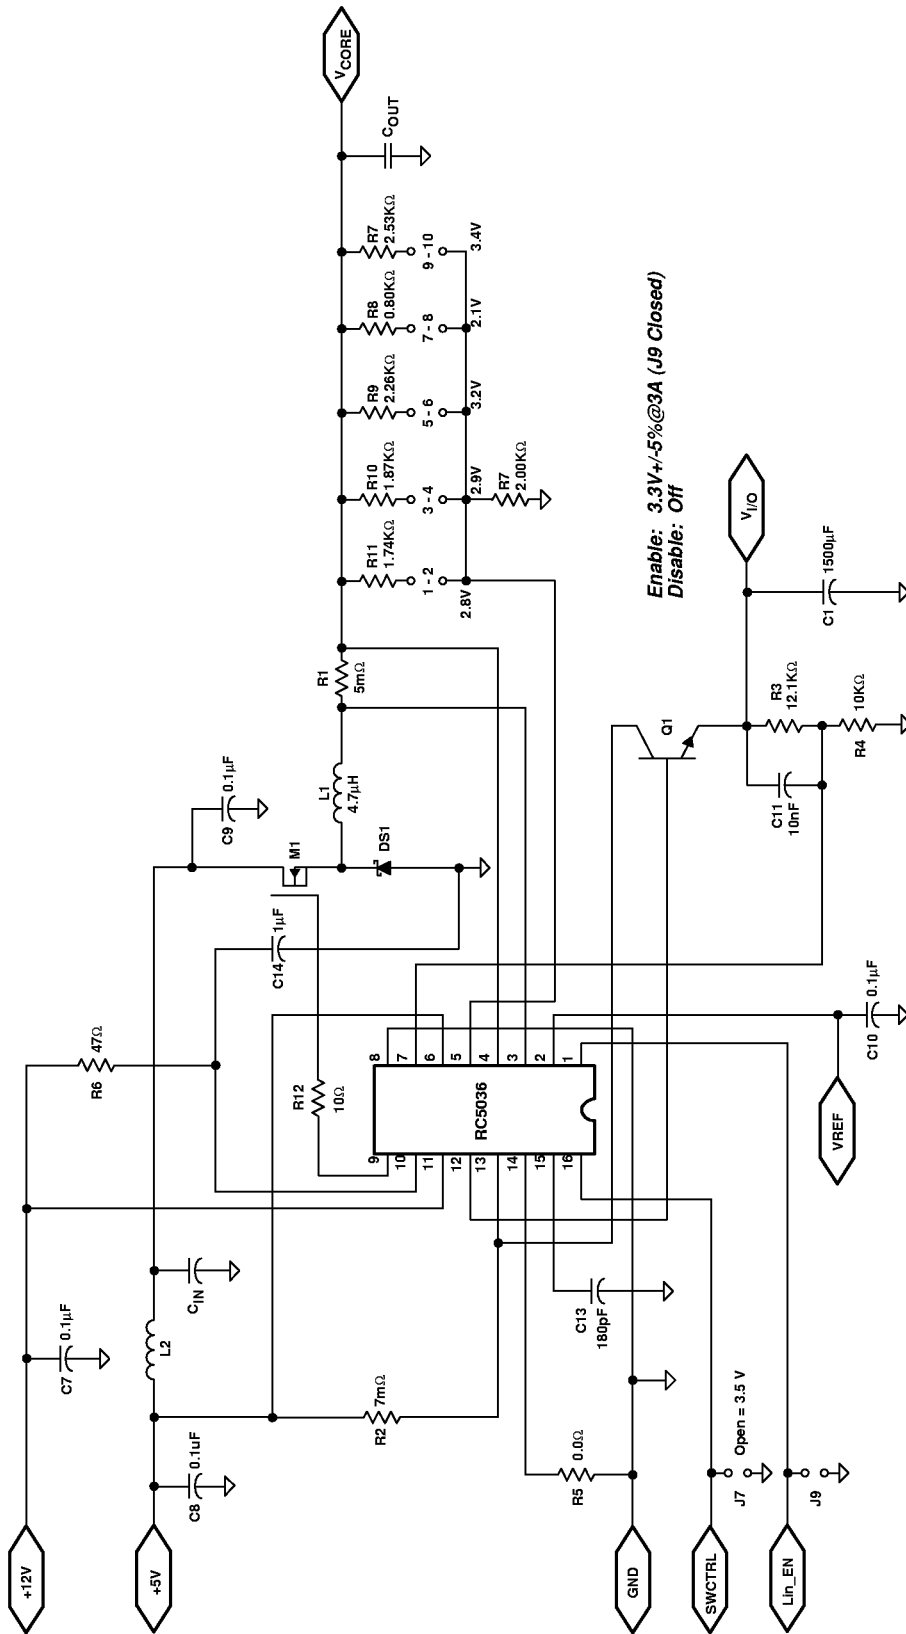 +12V
C7
0.1μF
R6
47Ω
+5V
C8
0.1uF
L2
CIN
C9
0.1μF
C14
1μF
M1
DS1
L1
4.7μH
R1
5mΩ
R12
10Ω
R2
7mΩ
R11
1.74KΩ
R10
1.87KΩ
R9
2.26KΩ
R8
0.80KΩ
R7
2.53KΩ
1 - 2
3 - 4
5 - 6
7 - 8
9 - 10
2.8V
2.9V
3.2V
2.1V
3.4V
R7
2.00KΩ
COUT
VCORE
RC5036
9
10
11
12
13
14
15
16
8
7
6
5
4
3
2
1
R5
0.0Ω
C13
180pF
GND
SWCTRL
J7
Open = 3.5 V
Lin_EN
J9
VREF
C10
0.1μF
Q1
C11
10nF
R3
12.1KΩ
R4
10KΩ
C1
1500μF
VI/O
Enable: 3.3V+/-5%@3A (J9 Closed)
Disable: Off